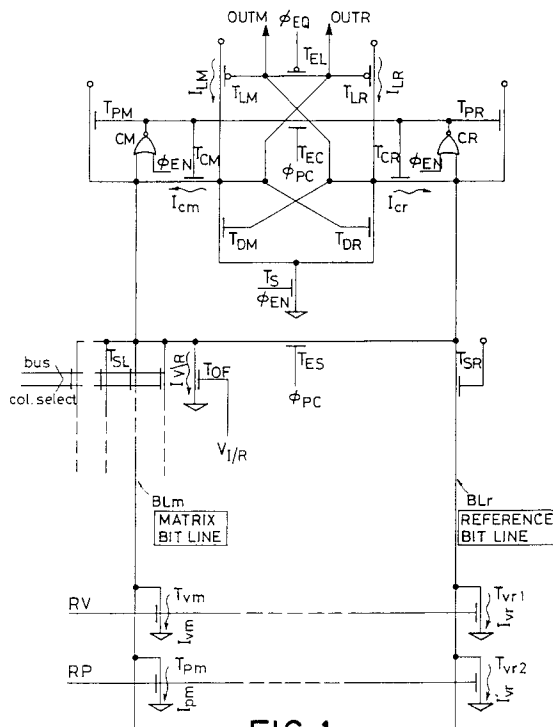 OUTM φEQ OUTR
TEL
ILM TLM TLR ILR
TPM TPR
CM TCM TEC TCR CR
φEN φPC φEN
Icm Icr
TDM TDR
TS
φEN
bus TSL IV/R TOF TES TSR
col. select φPC
VI/R
BLm BLr
MATRIX REFERENCE
BIT LINE BIT LINE
RV Tvm Ivm Tvr1 Ivr
RP Tpm Ipm Tvr2 Ivr
FIG. 1